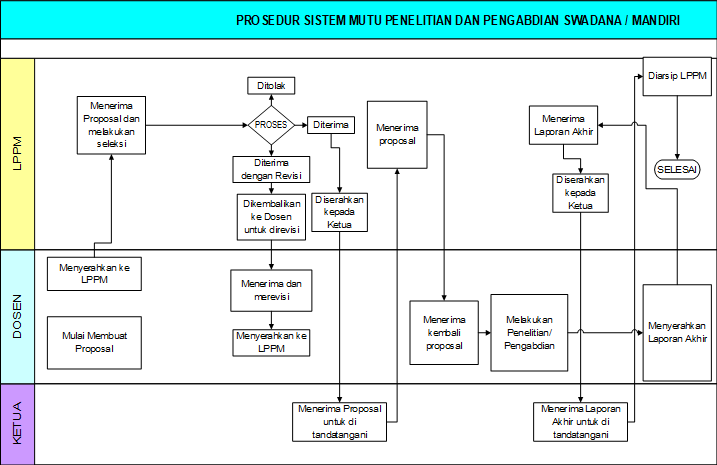 PROSEDUR SISTEM MUTU PENELITIAN DAN PENGABDIAN SWADANA / MANDIRI
LPPM
Menerima
Proposal dan
melakukan
seleksi
Ditolak
PROSES
Diterima
Diterima
dengan Revisi
Dikembalikan
ke Dosen
untuk direvisi
Diserahkan
kepada
Ketua
Menerima
proposal
Menerima
Laporan Akhir
Diserahkan
kepada
Ketua
Diarsip LPPM
SELESAI
DOSEN
Menyerahkan ke
LPPM
Mulai Membuat
Proposal
Menerima dan
merevisi
Menyerahkan ke
LPPM
Menerima
kembali
proposal
Melakukan
Penelitian/
Pengabdian
Menyerahkan
Laporan Akhir
KETUA
Menerima Proposal
untuk di
tandatangani
Menerima Laporan
Akhir untuk di
tandatangani